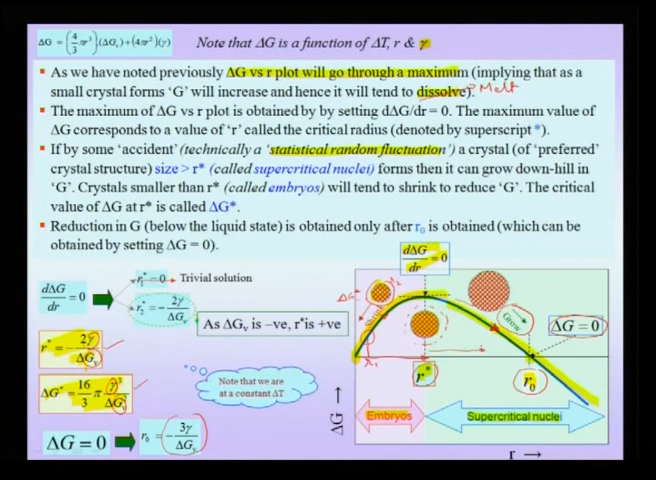 ΔG = (4/3 πr³).(ΔGᵥ) + (4πr²)(γ)
Note that ΔG is a function of ΔT, r & γ
▪ As we have noted previously ΔG vs r plot will go through a maximum (implying that as a
small crystal forms 'G' will increase and hence it will tend to dissolve). Melt
▪ The maximum of ΔG vs r plot is obtained by by setting dΔG/dr = 0. The maximum value of
ΔG corresponds to a value of 'r' called the critical radius (denoted by superscript *).
▪ If by some 'accident' (technically a 'statistical random fluctuation') a crystal (of 'preferred'
crystal structure) size > r* (called supercritical nuclei) forms then it can grow down-hill in
'G'. Crystals smaller than r* (called embryos) will tend to shrink to reduce 'G'. The critical
value of ΔG at r* is called ΔG*.
▪ Reduction in G (below the liquid state) is obtained only after r₀ is obtained (which can be
obtained by setting ΔG = 0).
dΔG/dr = 0
r₁* = 0 Trivial solution
r₂* = −2γ/ΔGᵥ
As ΔGᵥ is –ve, r*is +ve
r* = −2γ/ΔGᵥ
ΔG* = 16/3 π γ³/ΔGᵥ²
Note that we are
at a constant ΔT
ΔG = 0
r₀ = −3γ/ΔGᵥ
dΔG/dr = 0
Grow
ΔG = 0
r*
r₀
ΔG →
Embryos
Supercritical nuclei
r →